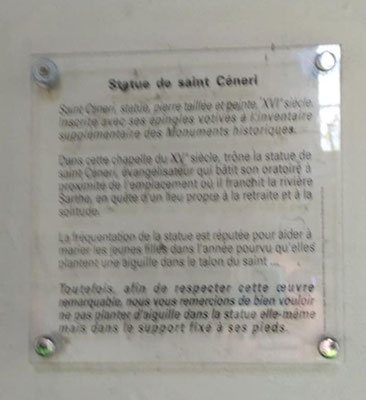 Statue de saint Céneri
Saint Céneri, statue, pierre taillée et peinte, XVIᵉ siècle.
Inscrite avec ses épingles votives à l'inventaire
supplémentaire des Monuments historiques.
Dans cette chapelle du XVᵉ siècle, trône la statue de
saint Céneri, évangélisateur qui bâtit son oratoire à
proximité de l'emplacement où il franchit la rivière
Sarthe, en quête d'un lieu propre à la retraite et à la
solitude.
La fréquentation de la statue est réputée pour aider à
marier les jeunes filles dans l'année pourvu qu'elles
plantent une aiguille dans le talon du saint ...
Toutefois, afin de respecter cette œuvre
remarquable, nous vous remercions de bien vouloir
ne pas planter d'aiguille dans la statue elle-même
mais dans le support fixé à ses pieds.